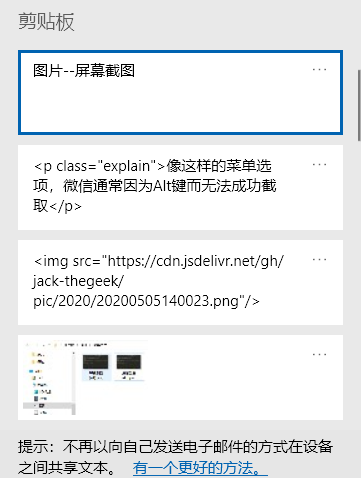 剪贴板
图片--屏幕截图
<p class="explain">像这样的菜单选
项，微信通常因为Alt键而无法成功截
取</p>
<img src="https://cdn.jsdelivr.net/gh/
jack-thegeek/
pic/2020/20200505140023.png"/>
提示：不再以向自己发送电子邮件的方式在设备
之间共享文本。 有一个更好的方法。